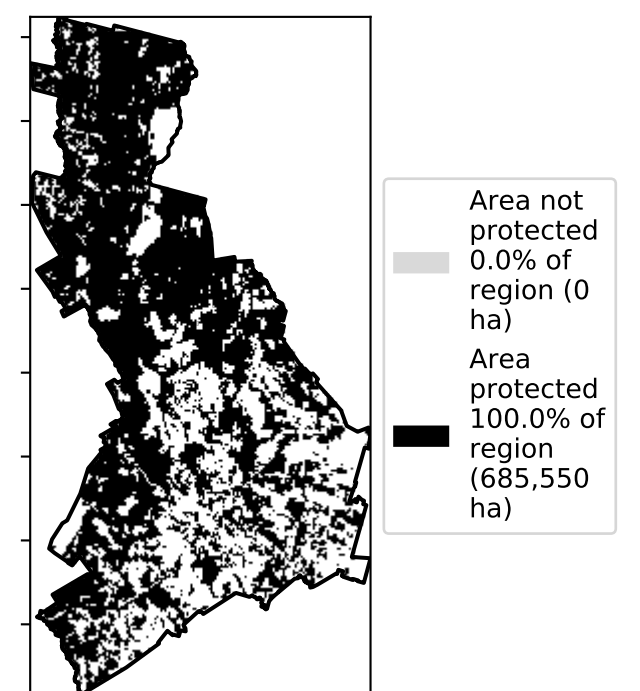 Area not
protected
0.0% of
region (0
ha)
Area
protected
100.0% of
region
(685,550
ha)